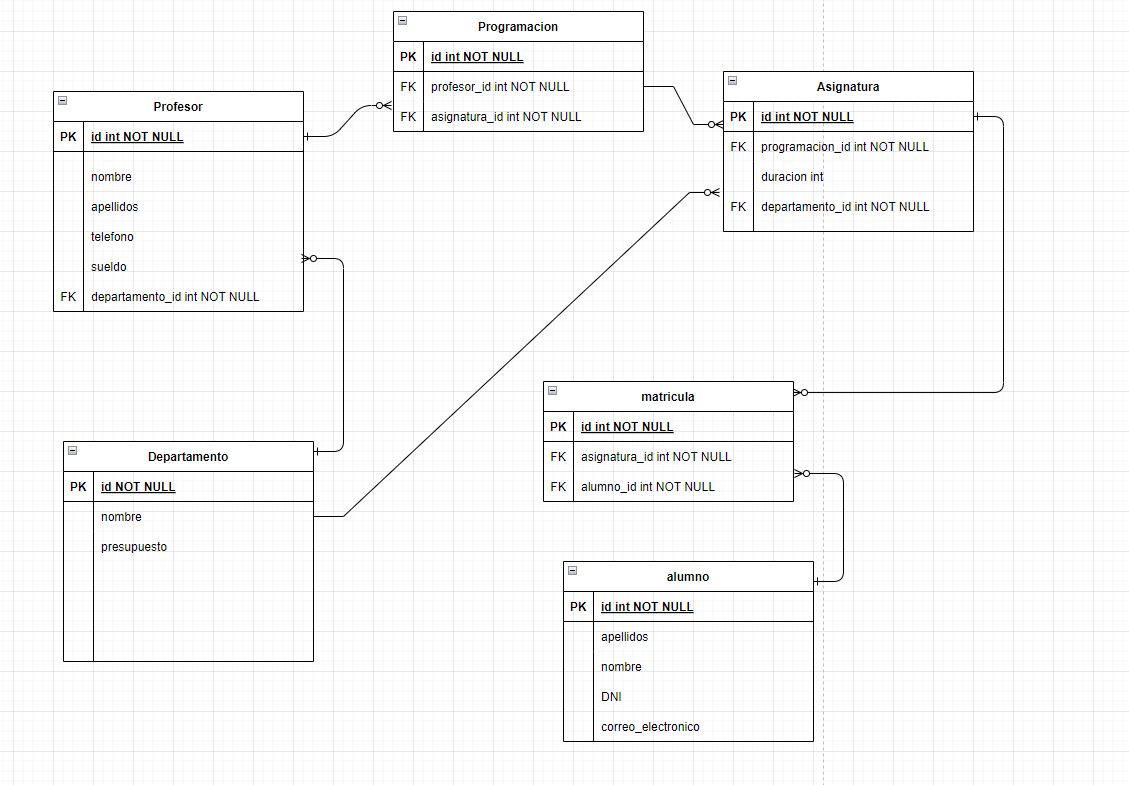 Programacion
PK id int NOT NULL
FK profesor_id int NOT NULL
FK asignatura_id int NOT NULL
Asignatura
PK id int NOT NULL
FK programacion_id int NOT NULL
duracion int
FK departamento_id int NOT NULL
Profesor
PK id int NOT NULL
nombre
apellidos
telefono
sueldo
FK departamento_id int NOT NULL
matricula
PK id int NOT NULL
FK asignatura_id int NOT NULL
FK alumno_id int NOT NULL
Departamento
PK id NOT NULL
nombre
presupuesto
alumno
PK id int NOT NULL
apellidos
nombre
DNI
correo_electronico